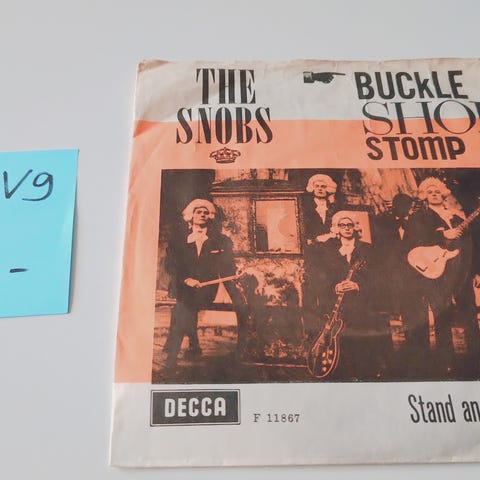 V9
-
THE
SNOBS
BUCKLE
SHO
STOMP
DECCA
F 11867
Stand an